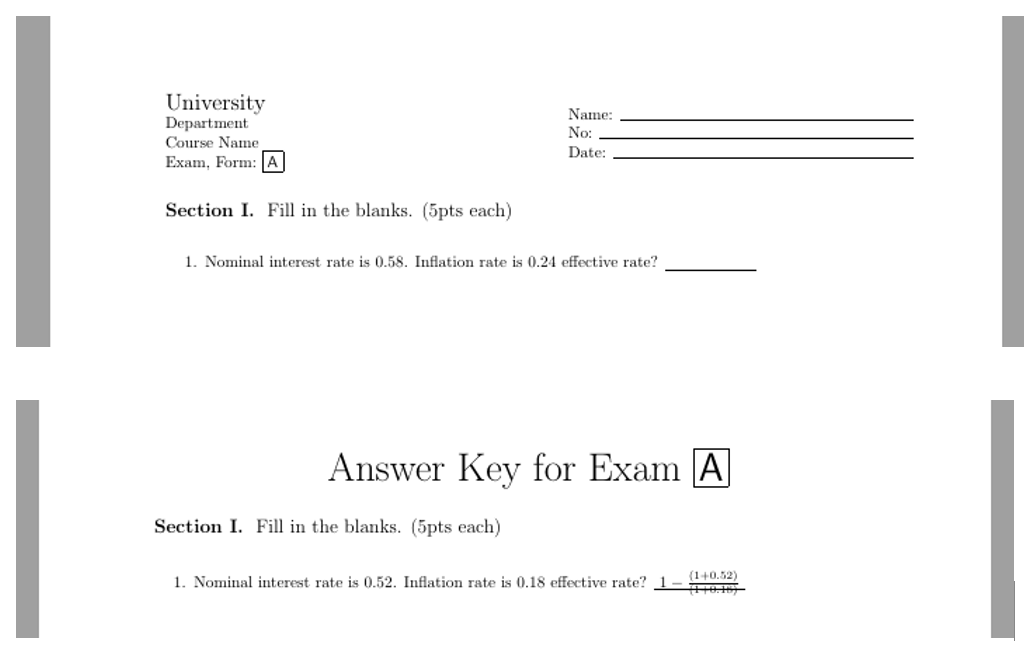 University
Department
Course Name
Exam, Form: A
Name:
No:
Date:
Section I. Fill in the blanks. (5pts each)
1. Nominal interest rate is 0.58. Inflation rate is 0.24 effective rate?
Answer Key for Exam A
Section I. Fill in the blanks. (5pts each)
1. Nominal interest rate is 0.52. Inflation rate is 0.18 effective rate? 1 − (1+0.52)/(1+0.18)